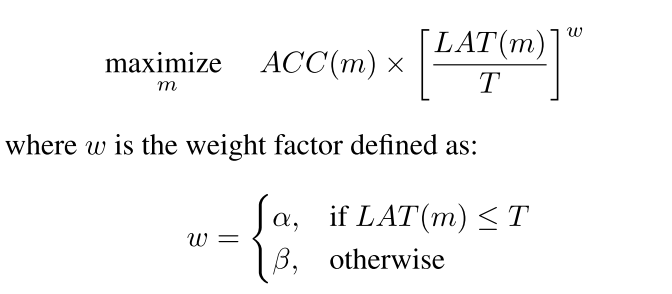 maximize ACC(m) × [LAT(m) / T]^w
m
where w is the weight factor defined as:
w = { α, if LAT(m) ≤ T
β, otherwise